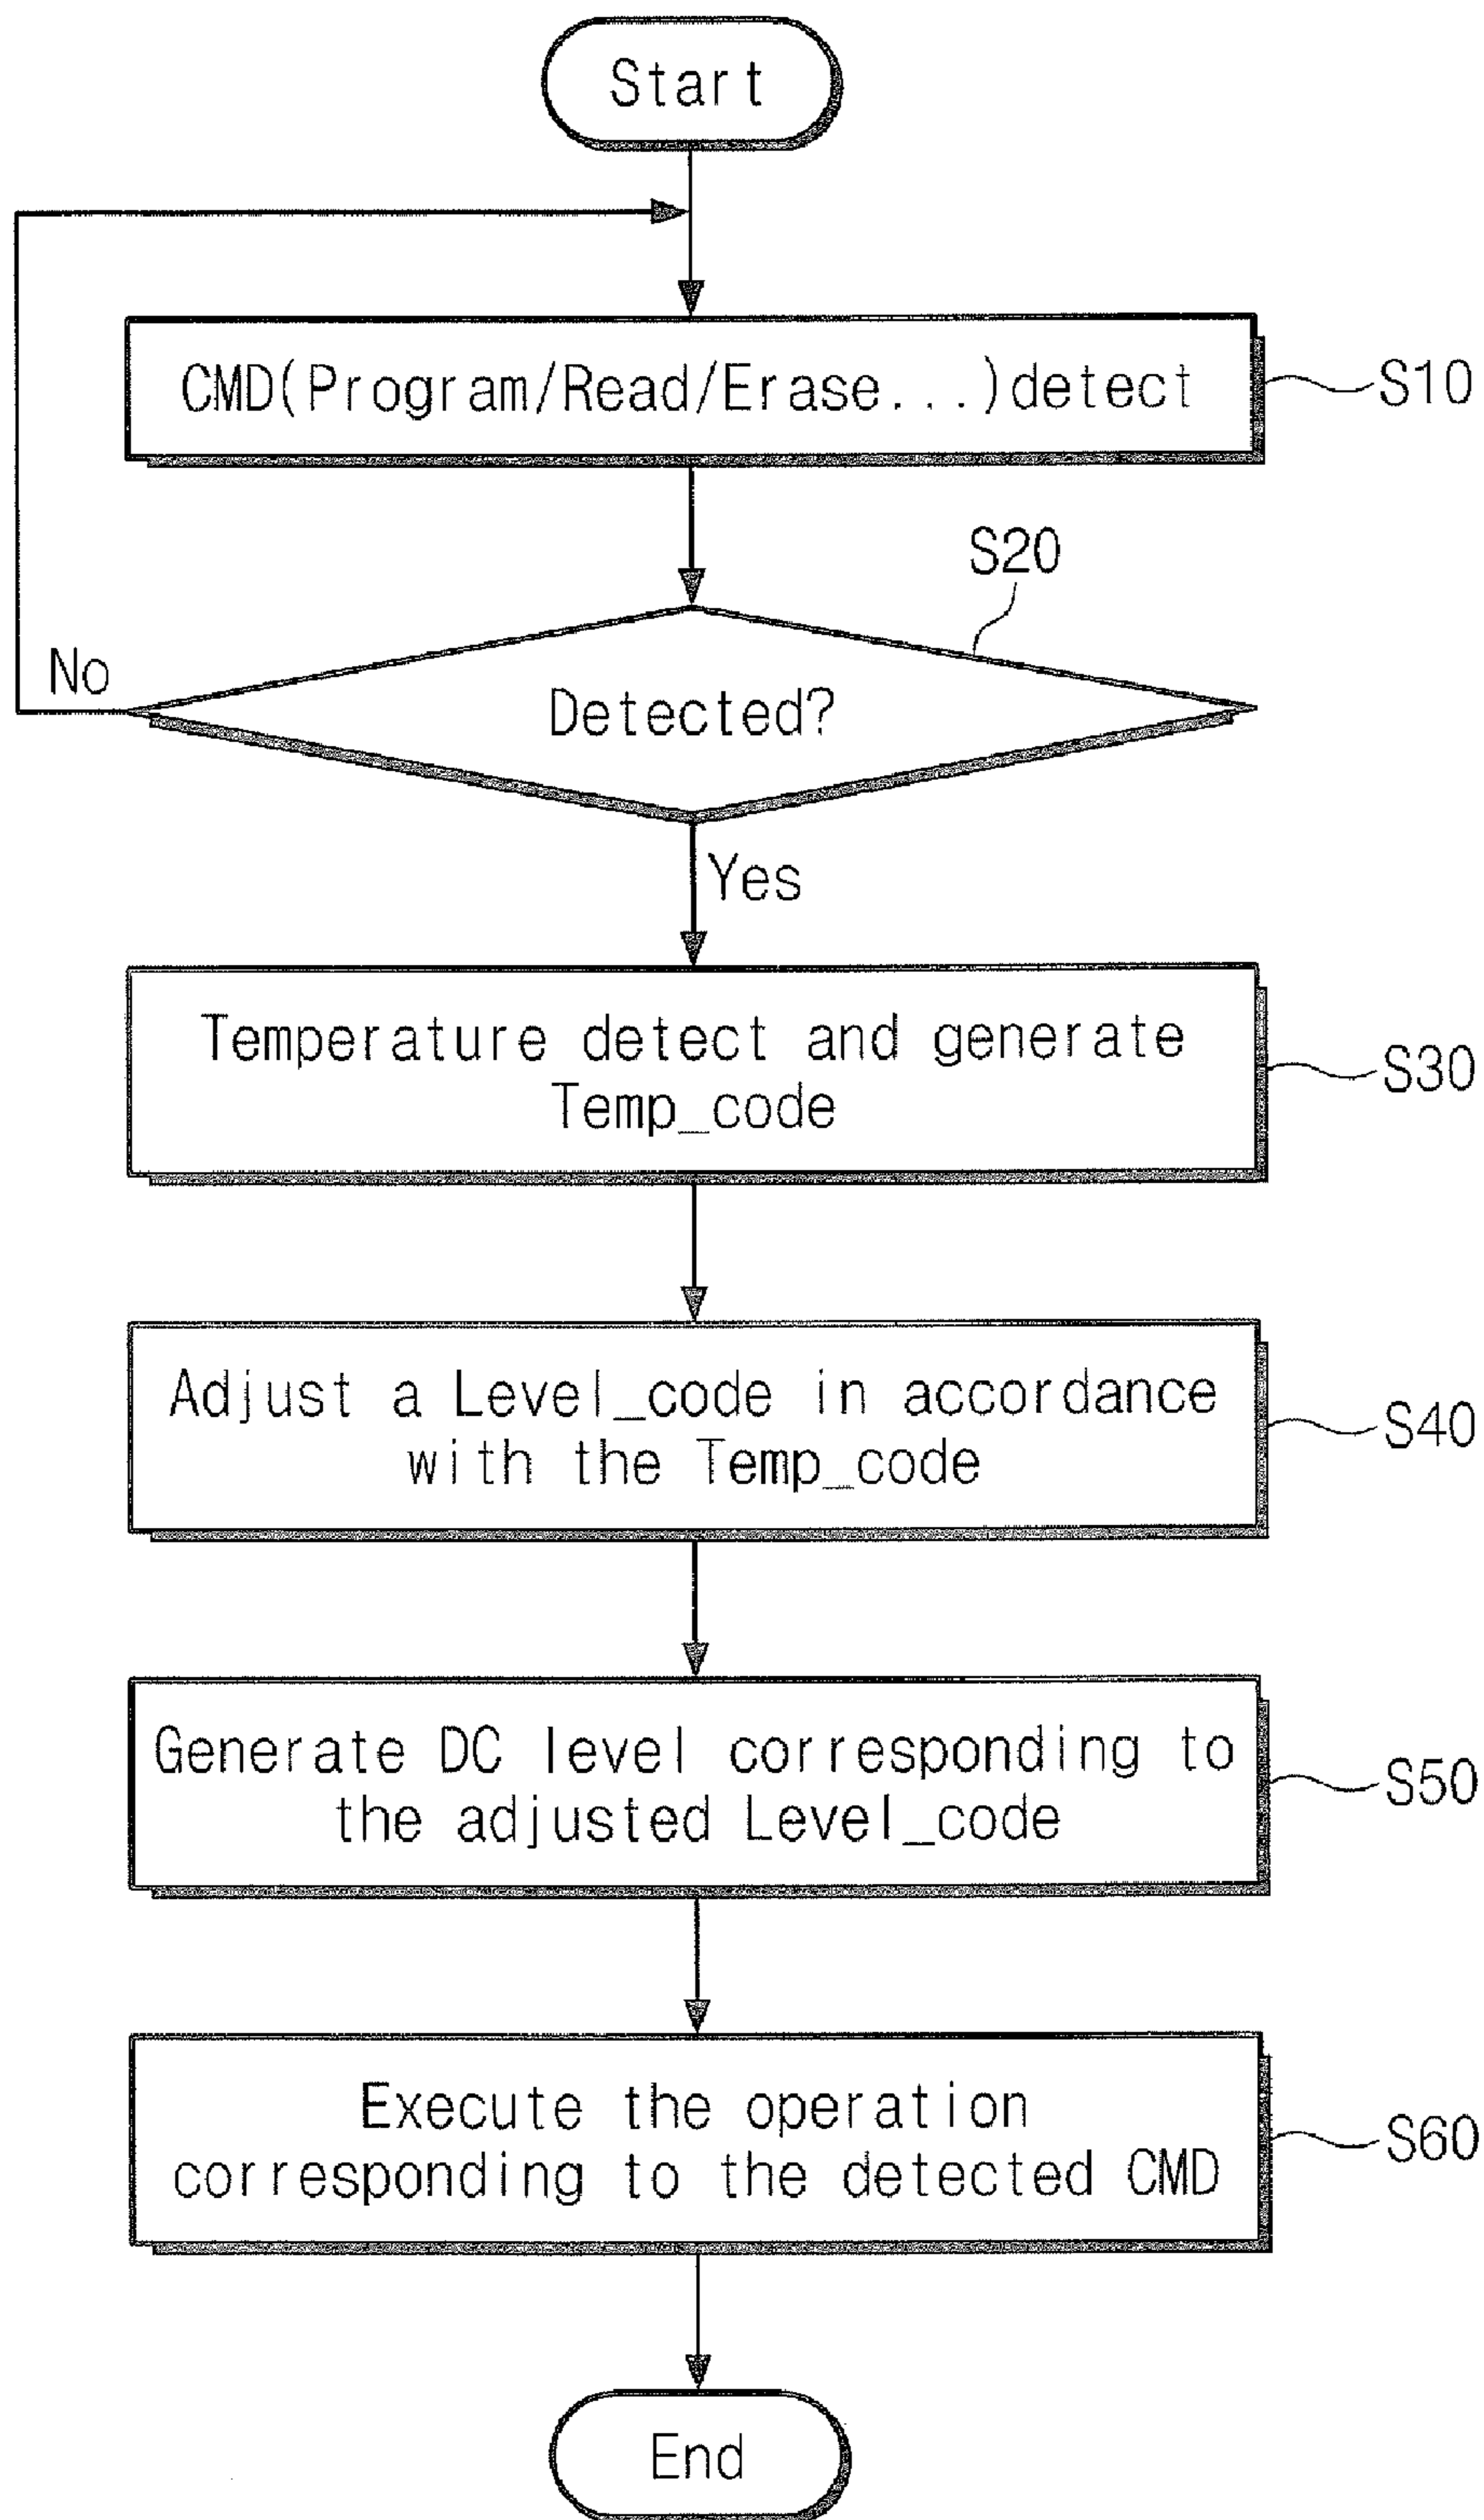 Start
CMD(Program/Read/Erase...)detect
S10
S20
No
Detected?
Yes
Temperature detect and generate
Temp_code
S30
Adjust a Level_code in accordance
with the Temp_code
S40
Generate DC level corresponding to
the adjusted Level_code
S50
Execute the operation
corresponding to the detected CMD
S60
End